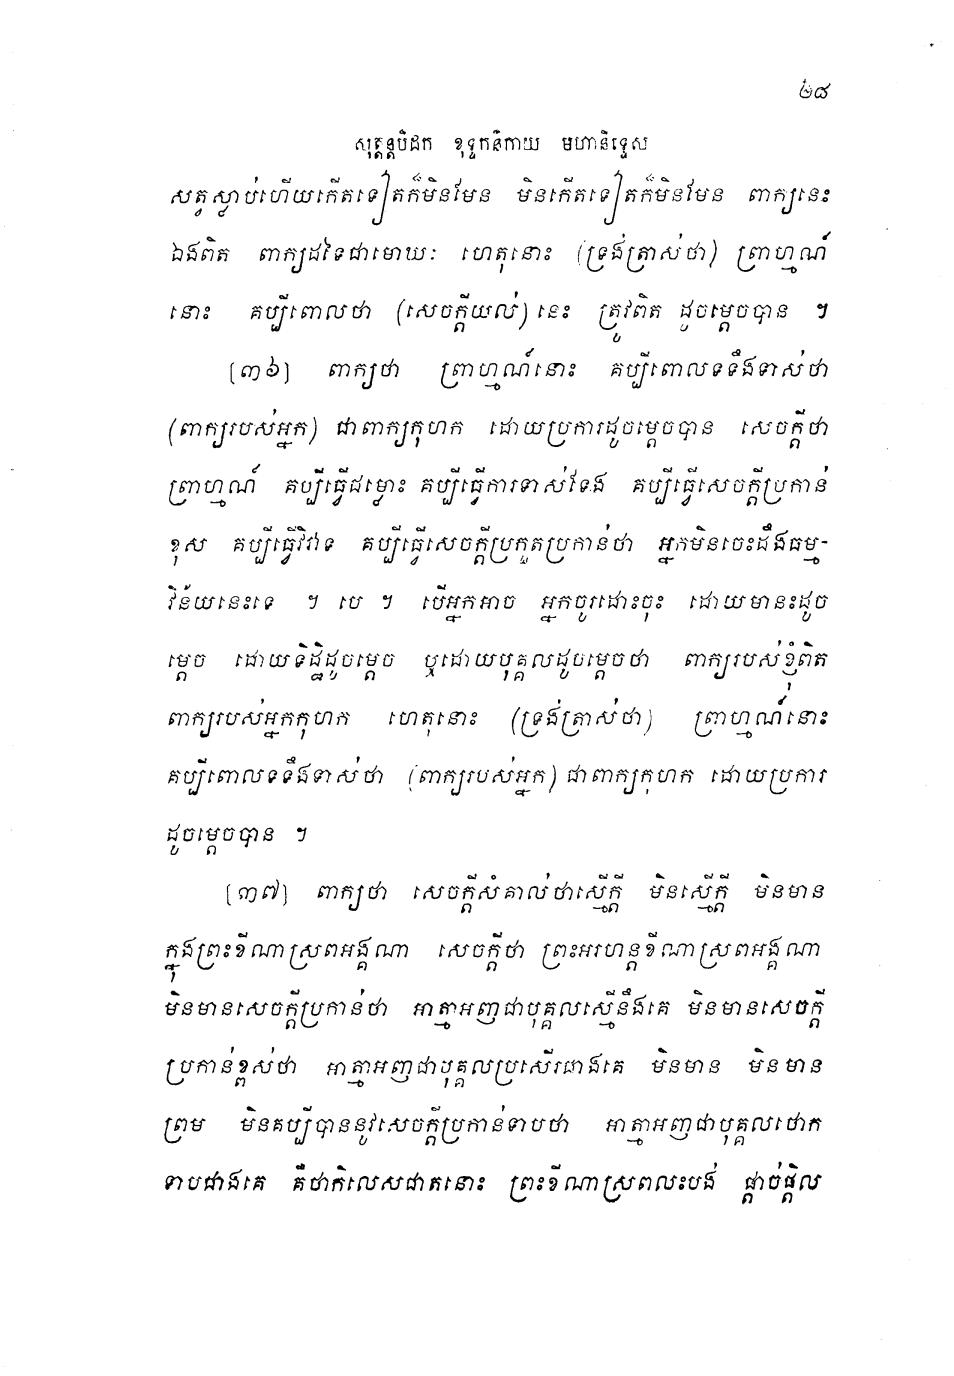 ២៨
សុត្តន្តបិដក ខុទ្ទកនិកាយ មហានិទ្ទេស
សត្វស្លាប់ហើយកើតទៀតក៏មិនមែន មិនកើតទៀតក៏មិនមែន ពាក្យនេះ
ឯងពិត ពាក្យដទៃជាមោឃៈ ហេតុនោះ (ទ្រង់ត្រាស់ថា) ព្រាហ្មណ៍
នោះ គប្បីពោលថា (សេចក្តីយល់) នេះ ត្រូវពិត ដូចម្តេចបាន ។
[៣៦] ពាក្យថា ព្រាហ្មណ៍នោះ គប្បីពោលទទឹងទាស់ថា
(ពាក្យរបស់អ្នក) ជាពាក្យកុហក ដោយប្រការដូចម្តេចបាន សេចក្តីថា
ព្រាហ្មណ៍ គប្បីធ្វើជម្លោះ គប្បីធ្វើការទាស់ទែង គប្បីធ្វើសេចក្តីប្រកាន់
ខុស គប្បីធ្វើវិវាទ គប្បីធ្វើសេចក្តីប្រកួតប្រកាន់ថា អ្នកមិនចេះដឹងធម្ម-
វិន័យនេះទេ ។ បេ ។ បើអ្នកអាច អ្នកចូរដោះចុះ ដោយមានះដូច
ម្តេច ដោយទិដ្ឋិដូចម្តេច ឬដោយបុគ្គលដូចម្តេចថា ពាក្យរបស់ខ្ញុំពិត
ពាក្យរបស់អ្នកកុហក ហេតុនោះ (ទ្រង់ត្រាស់ថា) ព្រាហ្មណ៍នោះ
គប្បីពោលទទឹងទាស់ថា (ពាក្យរបស់អ្នក) ជាពាក្យកុហក ដោយប្រការ
ដូចម្តេចបាន ។
[៣៧] ពាក្យថា សេចក្តីសំគាល់ថាស្មើក្តី មិនស្មើក្តី មិនមាន
ក្នុងព្រះខីណាស្រពអង្គណា សេចក្តីថា ព្រះអរហន្តខីណាស្រពអង្គណា
មិនមានសេចក្តីប្រកាន់ថា អាត្មាអញជាបុគ្គលស្មើនឹងគេ មិនមានសេចក្តី
ប្រកាន់ខ្ពស់ថា អាត្មាអញជាបុគ្គលប្រសើរជាងគេ មិនមាន មិនមាន
ព្រម មិនគប្បីបាននូវសេចក្តីប្រកាន់ទាបថា អាត្មាអញជាបុគ្គលថោក
ទាបជាងគេ គឺថាកិលេសជាតនោះ ព្រះខីណាស្រពលះបង់ ផ្តាច់ផ្តិល